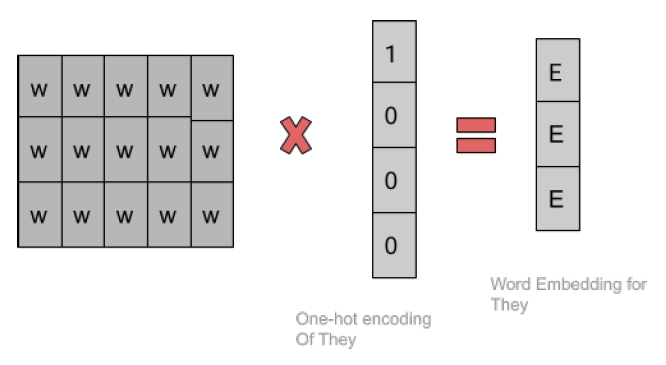 W W W W W
W W W W W
W W W W W
1
0
0
0
E
E
E
One-hot encoding
Of They
Word Embedding for
They